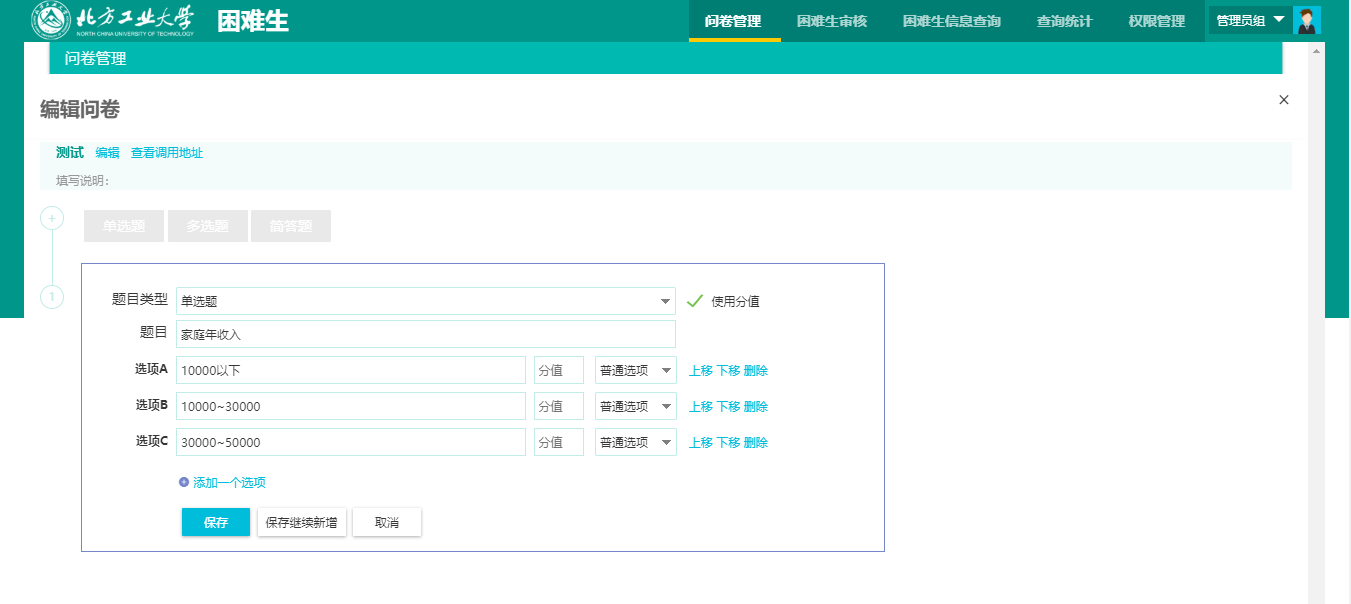 北方工业大学 困难生 问卷管理 困难生审核 困难生信息查询 查询统计 权限管理 管理员组
NORTH CHINA UNIVERSITY OF TECHNOLOGY
问卷管理
编辑问卷 ×
测试 编辑 查看调用地址
填写说明：
+ 单选题 多选题 简答题
1
题目类型 单选题 使用分值
题目 家庭年收入
选项A 10000以下 分值 普通选项 上移 下移 删除
选项B 10000~30000 分值 普通选项 上移 下移 删除
选项C 30000~50000 分值 普通选项 上移 下移 删除
添加一个选项
保存 保存继续新增 取消